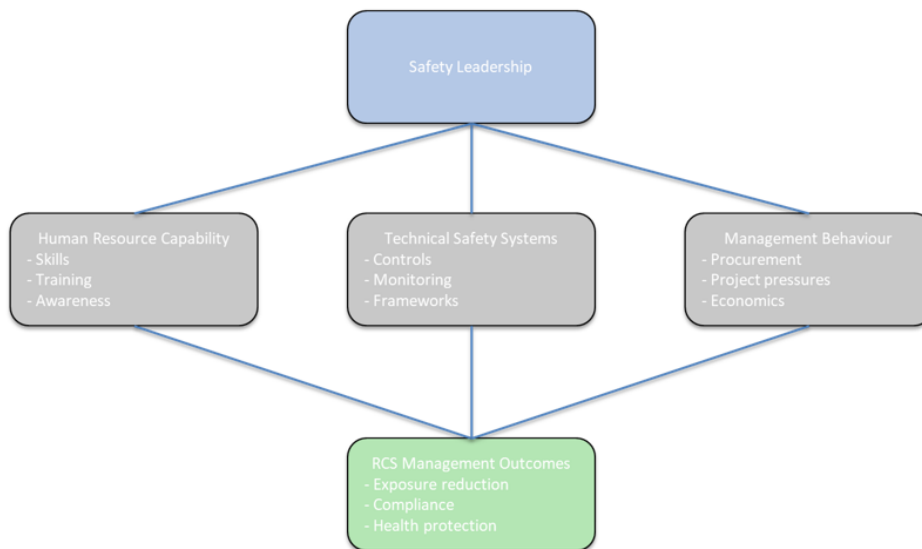 Safety Leadership
Human Resource Capability
- Skills
- Training
- Awareness
Technical Safety Systems
- Controls
- Monitoring
- Frameworks
Management Behaviour
- Procurement
- Project pressures
- Economics
RCS Management Outcomes
- Exposure reduction
- Compliance
- Health protection